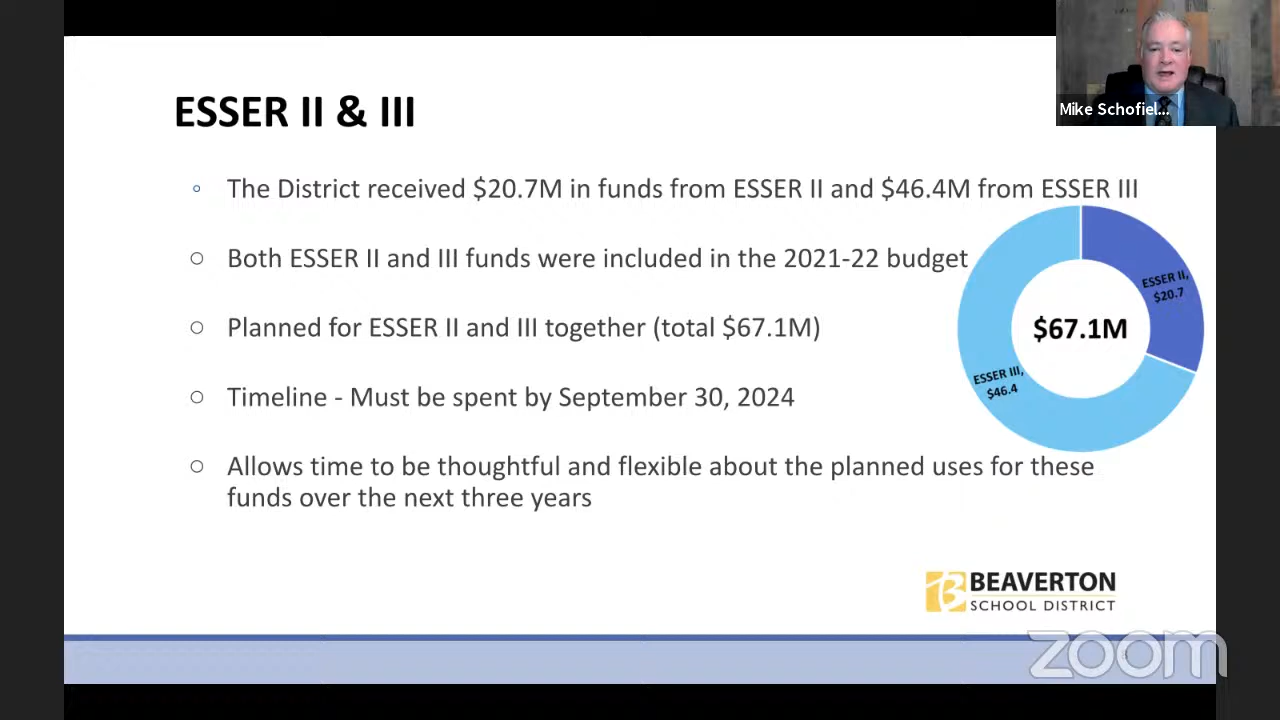 Mike Schofiel...
ESSER II & III
The District received $20.7M in funds from ESSER II and $46.4M from ESSER III
Both ESSER II and III funds were included in the 2021-22 budget
Planned for ESSER II and III together (total $67.1M)
Timeline - Must be spent by September 30, 2024
Allows time to be thoughtful and flexible about the planned uses for these
funds over the next three years
ESSER II,
$20.7
$67.1M
ESSER III,
$46.4
BEAVERTON
SCHOOL DISTRICT
zoom